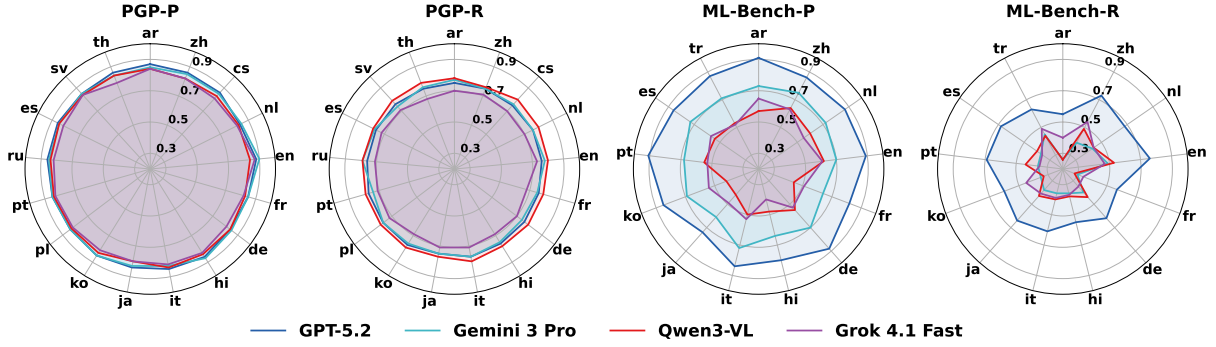 PGP-P
ar
zh
cs
nl
en
fr
de
hi
it
ja
ko
pl
pt
ru
es
sv
th
0.3
0.5
0.7
0.9
PGP-R
ar
zh
cs
nl
en
fr
de
hi
it
ja
ko
pl
pt
ru
es
sv
th
0.3
0.5
0.7
0.9
ML-Bench-P
ar
zh
nl
en
fr
de
hi
it
ja
ko
pt
es
tr
0.3
0.5
0.7
0.9
ML-Bench-R
ar
zh
nl
en
fr
de
hi
it
ja
ko
pt
es
tr
0.3
0.5
0.7
0.9
GPT-5.2
Gemini 3 Pro
Qwen3-VL
Grok 4.1 Fast